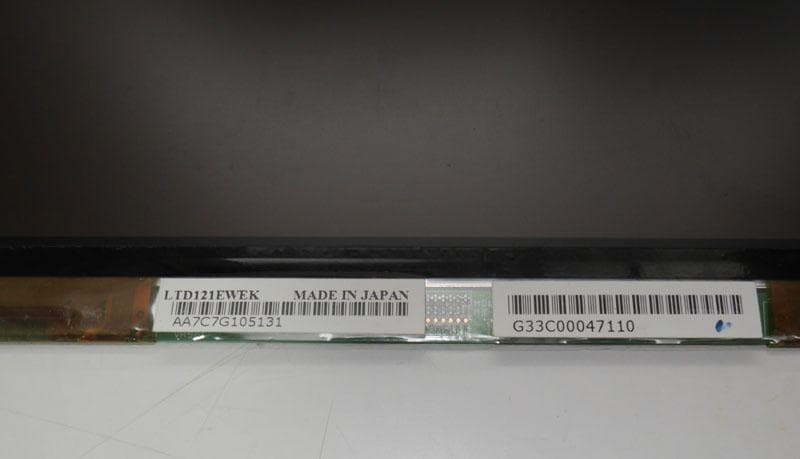 LTD121EWEK MADE IN JAPAN
AA7C7G105131
G33C00047110